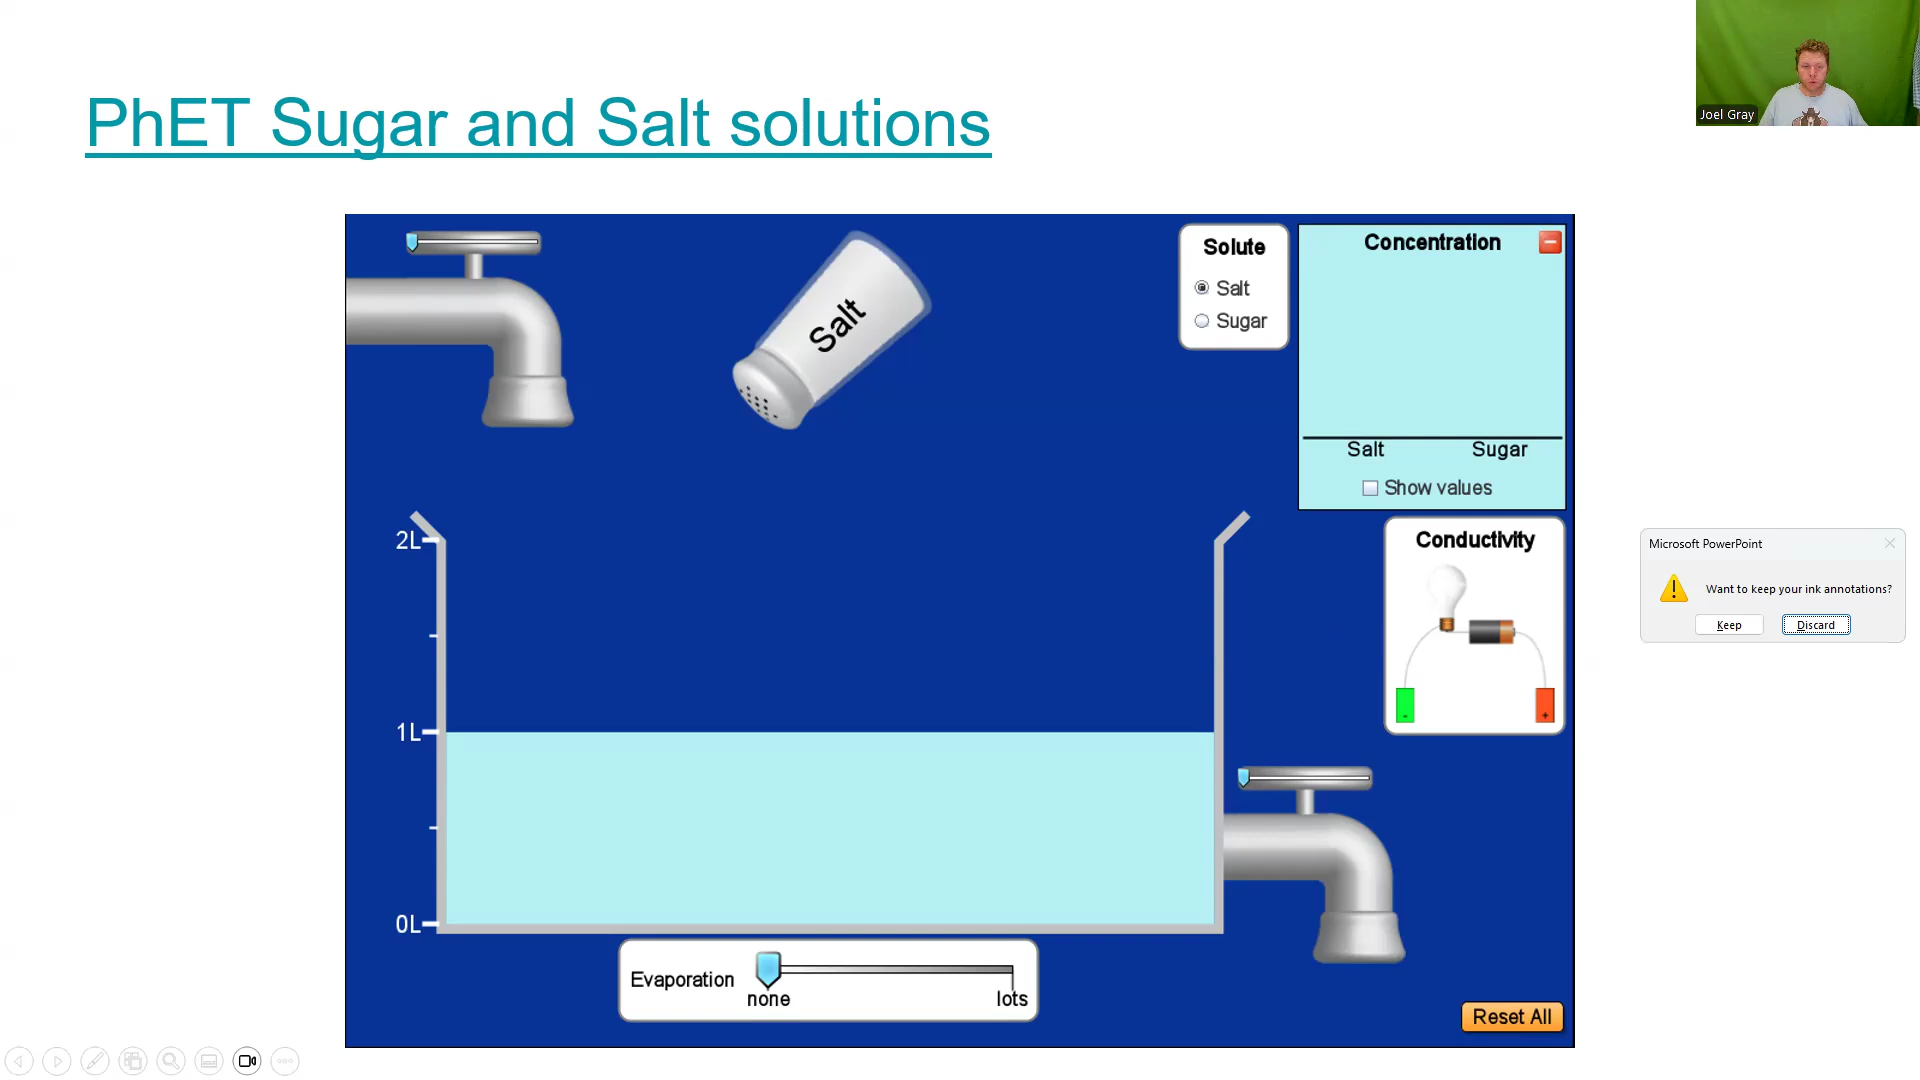 PhET Sugar and Salt solutions
Joel Gray
Salt
Solute
Salt
Sugar
Concentration
Salt Sugar
Show values
2L
1L
0L
Conductivity
-
+
Microsoft PowerPoint
Want to keep your ink annotations?
Keep Discard
Evaporation
none lots
Reset All